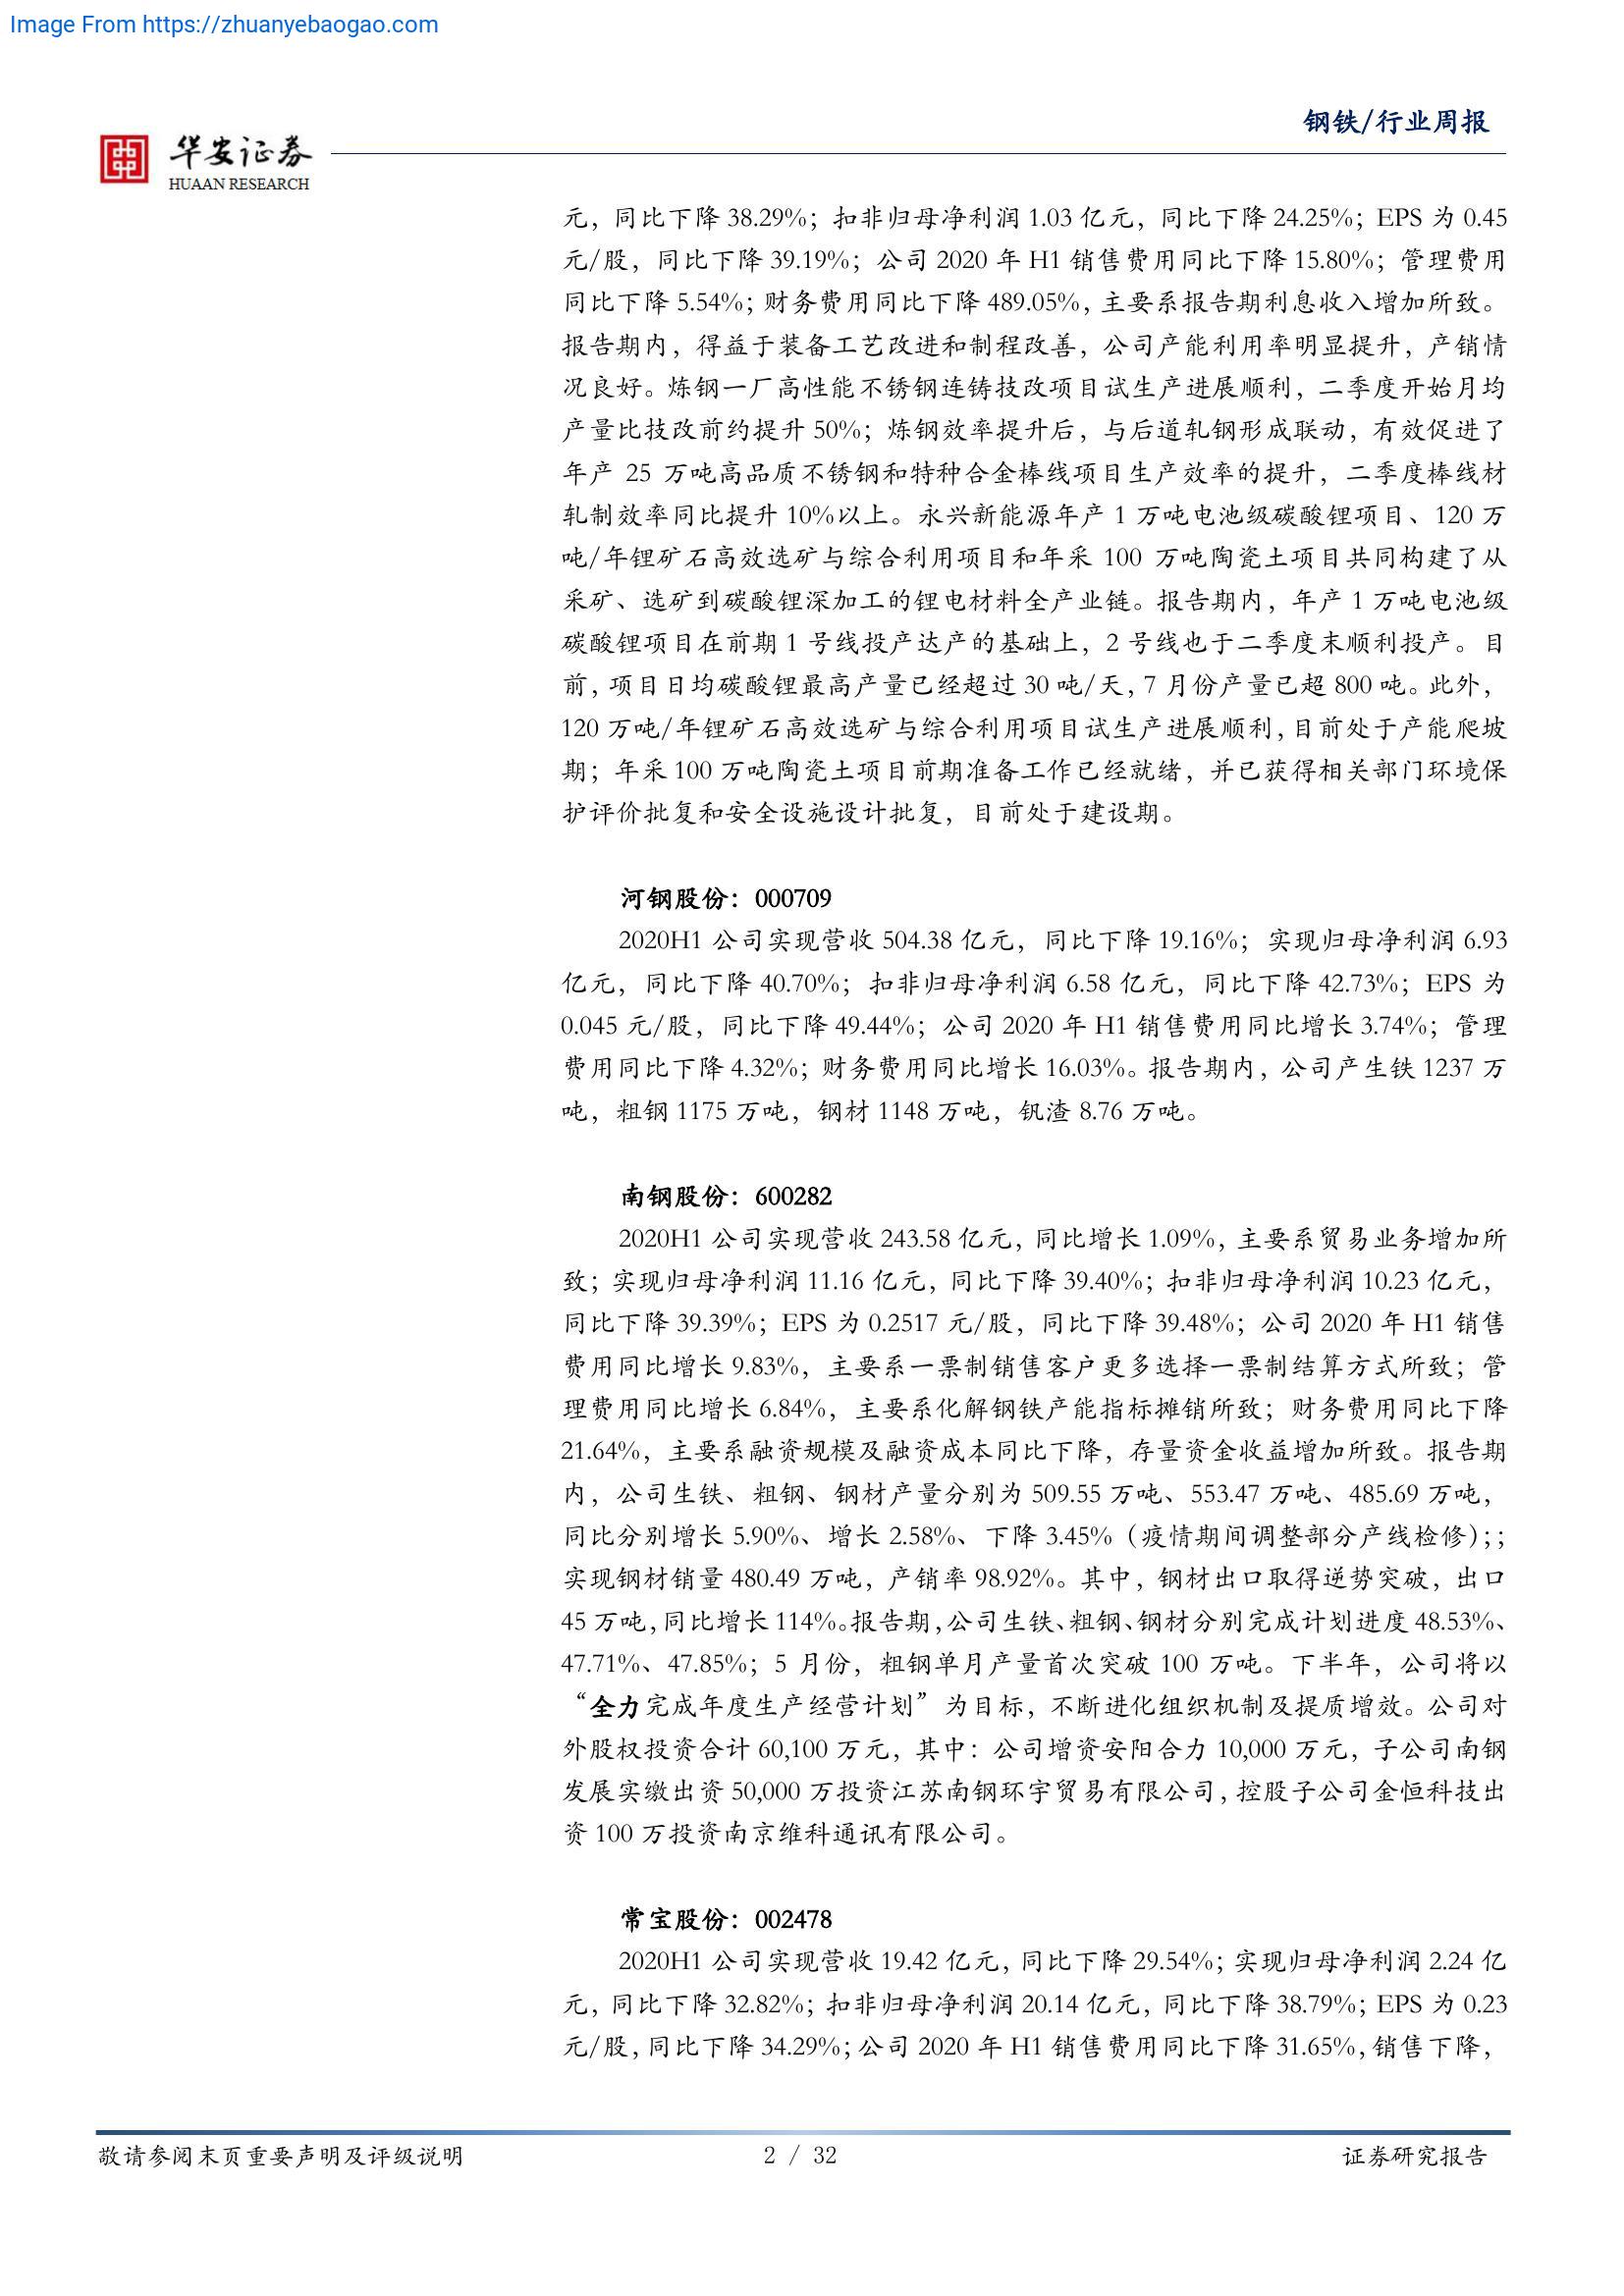 Image From https://zhuanyebaogao.com
钢铁/行业周报
华安证券
HUAAN RESEARCH
元，同比下降 38.29%；扣非归母净利润 1.03 亿元，同比下降 24.25%；EPS 为 0.45
元/股，同比下降 39.19%；公司 2020 年 H1 销售费用同比下降 15.80%；管理费用
同比下降 5.54%；财务费用同比下降 489.05%，主要系报告期利息收入增加所致。
报告期内，得益于装备工艺改进和制程改善，公司产能利用率明显提升，产销情
况良好。炼钢一厂高性能不锈钢连铸技改项目试生产进展顺利，二季度开始月均
产量比技改前约提升 50%；炼钢效率提升后，与后道轧钢形成联动，有效促进了
年产 25 万吨高品质不锈钢和特种合金棒线项目生产效率的提升，二季度棒线材
轧制效率同比提升 10%以上。永兴新能源年产 1 万吨电池级碳酸锂项目、120 万
吨/年锂矿石高效选矿与综合利用项目和年采 100 万吨陶瓷土项目共同构建了从
采矿、选矿到碳酸锂深加工的锂电材料全产业链。报告期内，年产 1 万吨电池级
碳酸锂项目在前期 1 号线投产达产的基础上，2 号线也于二季度末顺利投产。目
前，项目日均碳酸锂最高产量已经超过 30 吨/天，7 月份产量已超 800 吨。此外，
120 万吨/年锂矿石高效选矿与综合利用项目试生产进展顺利，目前处于产能爬坡
期；年采 100 万吨陶瓷土项目前期准备工作已经就绪，并已获得相关部门环境保
护评价批复和安全设施设计批复，目前处于建设期。
河钢股份：000709
2020H1 公司实现营收 504.38 亿元，同比下降 19.16%；实现归母净利润 6.93
亿元，同比下降 40.70%；扣非归母净利润 6.58 亿元，同比下降 42.73%；EPS 为
0.045 元/股，同比下降 49.44%；公司 2020 年 H1 销售费用同比增长 3.74%；管理
费用同比下降 4.32%；财务费用同比增长 16.03%。报告期内，公司产生铁 1237 万
吨，粗钢 1175 万吨，钢材 1148 万吨，钒渣 8.76 万吨。
南钢股份：600282
2020H1 公司实现营收 243.58 亿元，同比增长 1.09%，主要系贸易业务增加所
致；实现归母净利润 11.16 亿元，同比下降 39.40%；扣非归母净利润 10.23 亿元，
同比下降 39.39%；EPS 为 0.2517 元/股，同比下降 39.48%；公司 2020 年 H1 销售
费用同比增长 9.83%，主要系一票制销售客户更多选择一票制结算方式所致；管
理费用同比增长 6.84%，主要系化解钢铁产能指标摊销所致；财务费用同比下降
21.64%，主要系融资规模及融资成本同比下降，存量资金收益增加所致。报告期
内，公司生铁、粗钢、钢材产量分别为 509.55 万吨、553.47 万吨、485.69 万吨，
同比分别增长 5.90%、增长 2.58%、下降 3.45%（疫情期间调整部分产线检修）；；
实现钢材销量 480.49 万吨，产销率 98.92%。其中，钢材出口取得逆势突破，出口
45 万吨，同比增长 114%。报告期，公司生铁、粗钢、钢材分别完成计划进度 48.53%、
47.71%、47.85%；5 月份，粗钢单月产量首次突破 100 万吨。下半年，公司将以
“全力完成年度生产经营计划”为目标，不断进化组织机制及提质增效。公司对
外股权投资合计 60,100 万元，其中：公司增资安阳合力 10,000 万元，子公司南钢
发展实缴出资 50,000 万投资江苏南钢环宇贸易有限公司，控股子公司金恒科技出
资 100 万投资南京维科通讯有限公司。
常宝股份：002478
2020H1 公司实现营收 19.42 亿元，同比下降 29.54%；实现归母净利润 2.24 亿
元，同比下降 32.82%；扣非归母净利润 20.14 亿元，同比下降 38.79%；EPS 为 0.23
元/股，同比下降 34.29%；公司 2020 年 H1 销售费用同比下降 31.65%，销售下降，
敬请参阅末页重要声明及评级说明
2 / 32
证券研究报告